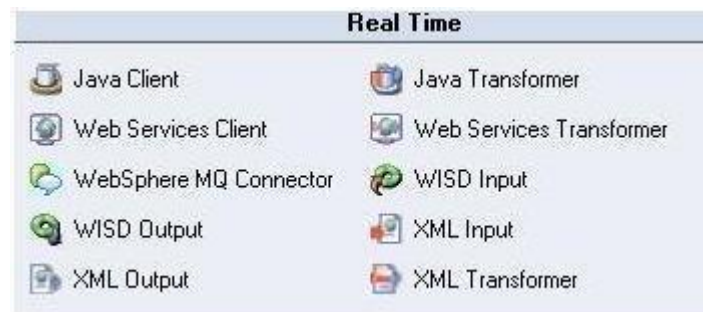 Real Time
Java Client
Java Transformer
Web Services Client
Web Services Transformer
WebSphere MQ Connector
WISD Input
WISD Output
XML Input
XML Output
XML Transformer